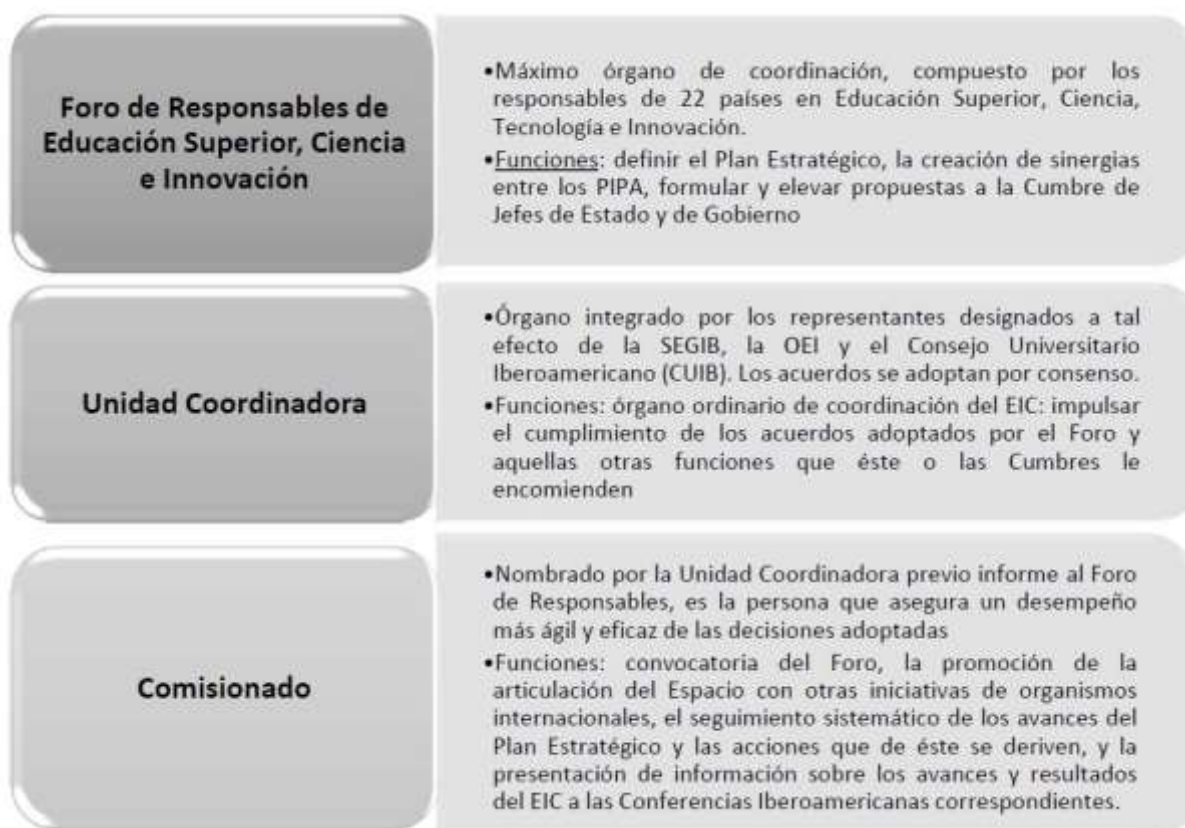 Foro de Responsables de
Educación Superior, Ciencia
e Innovación
•Máximo órgano de coordinación, compuesto por los
responsables de 22 países en Educación Superior, Ciencia,
Tecnología e Innovación.
•Funciones: definir el Plan Estratégico, la creación de sinergias
entre los PIPA, formular y elevar propuestas a la Cumbre de
Jefes de Estado y de Gobierno
Unidad Coordinadora
•Órgano integrado por los representantes designados a tal
efecto de la SEGIB, la OEI y el Consejo Universitario
Iberoamericano (CUIB). Los acuerdos se adoptan por consenso.
•Funciones: órgano ordinario de coordinación del EIC: impulsar
el cumplimiento de los acuerdos adoptados por el Foro y
aquellas otras funciones que éste o las Cumbres le
encomienden
Comisionado
•Nombrado por la Unidad Coordinadora previo informe al Foro
de Responsables, es la persona que asegura un desempeño
más ágil y eficaz de las decisiones adoptadas
•Funciones: convocatoria del Foro, la promoción de la
articulación del Espacio con otras iniciativas de organismos
internacionales, el seguimiento sistemático de los avances del
Plan Estratégico y las acciones que de éste se deriven, y la
presentación de información sobre los avances y resultados
del EIC a las Conferencias Iberoamericanas correspondientes.